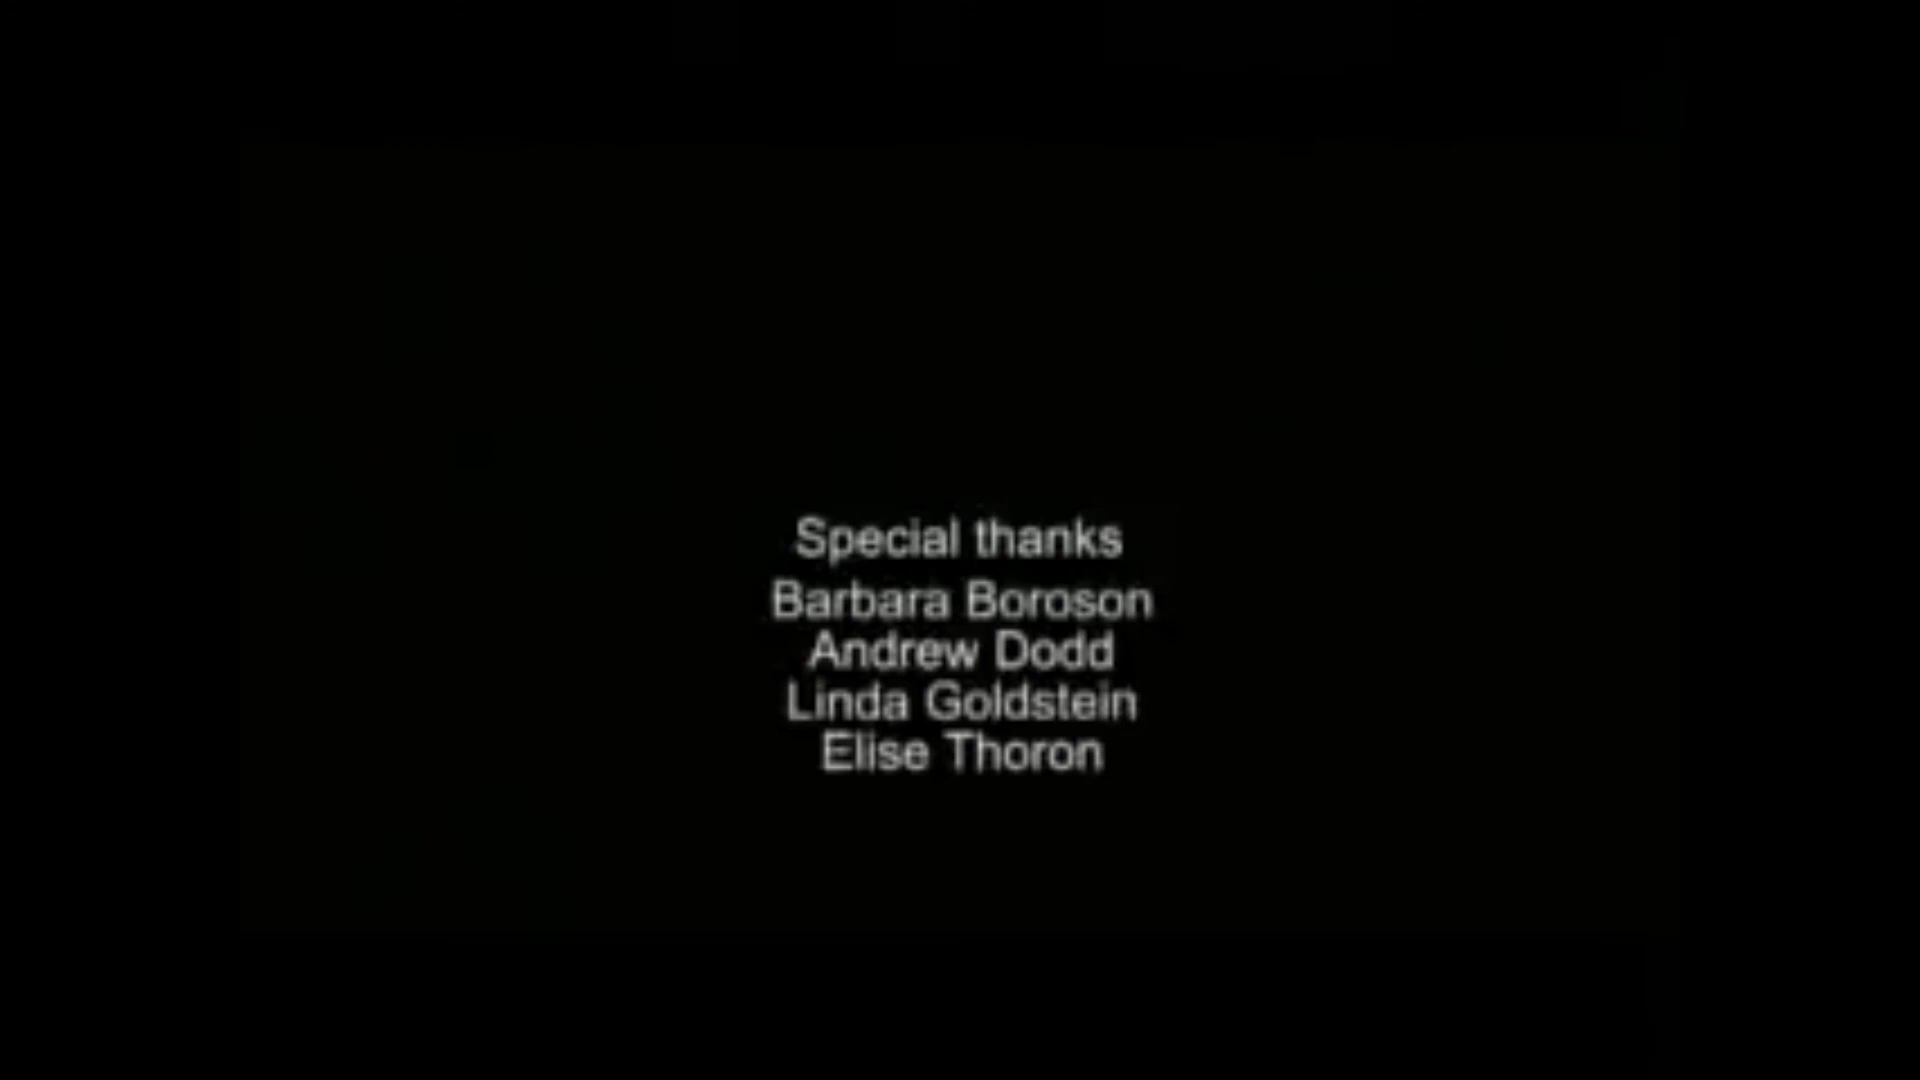 Special thanks
Barbara Boroson
Andrew Dodd
Linda Goldstein
Elise Thoron